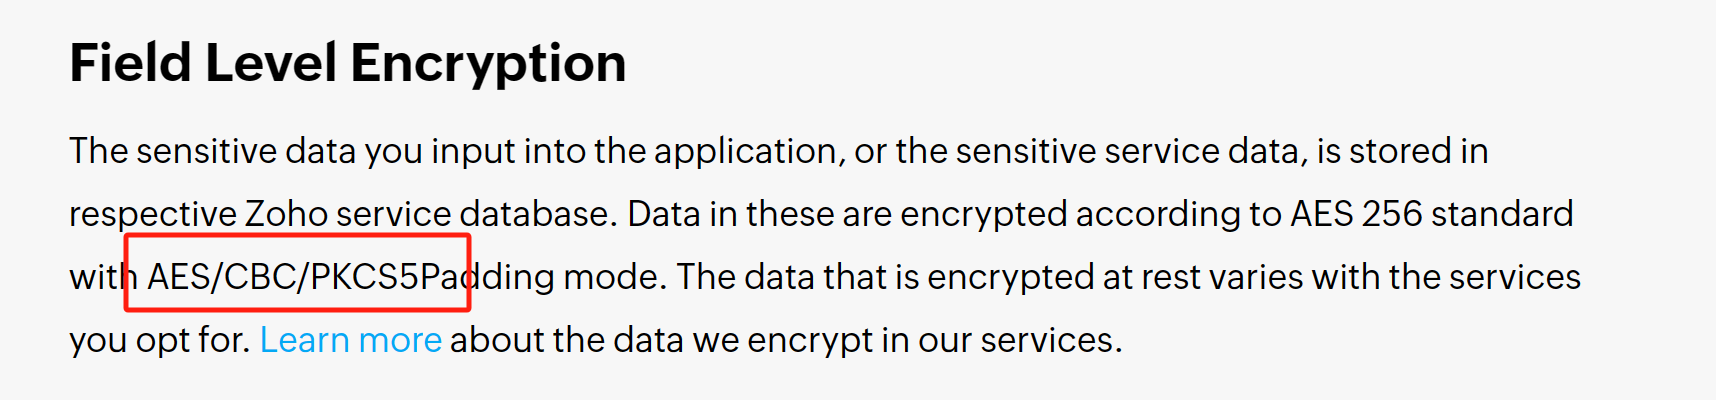 Field Level Encryption
The sensitive data you input into the application, or the sensitive service data, is stored in
respective Zoho service database. Data in these are encrypted according to AES 256 standard
with AES/CBC/PKCS5Padding mode. The data that is encrypted at rest varies with the services
you opt for. Learn more about the data we encrypt in our services.